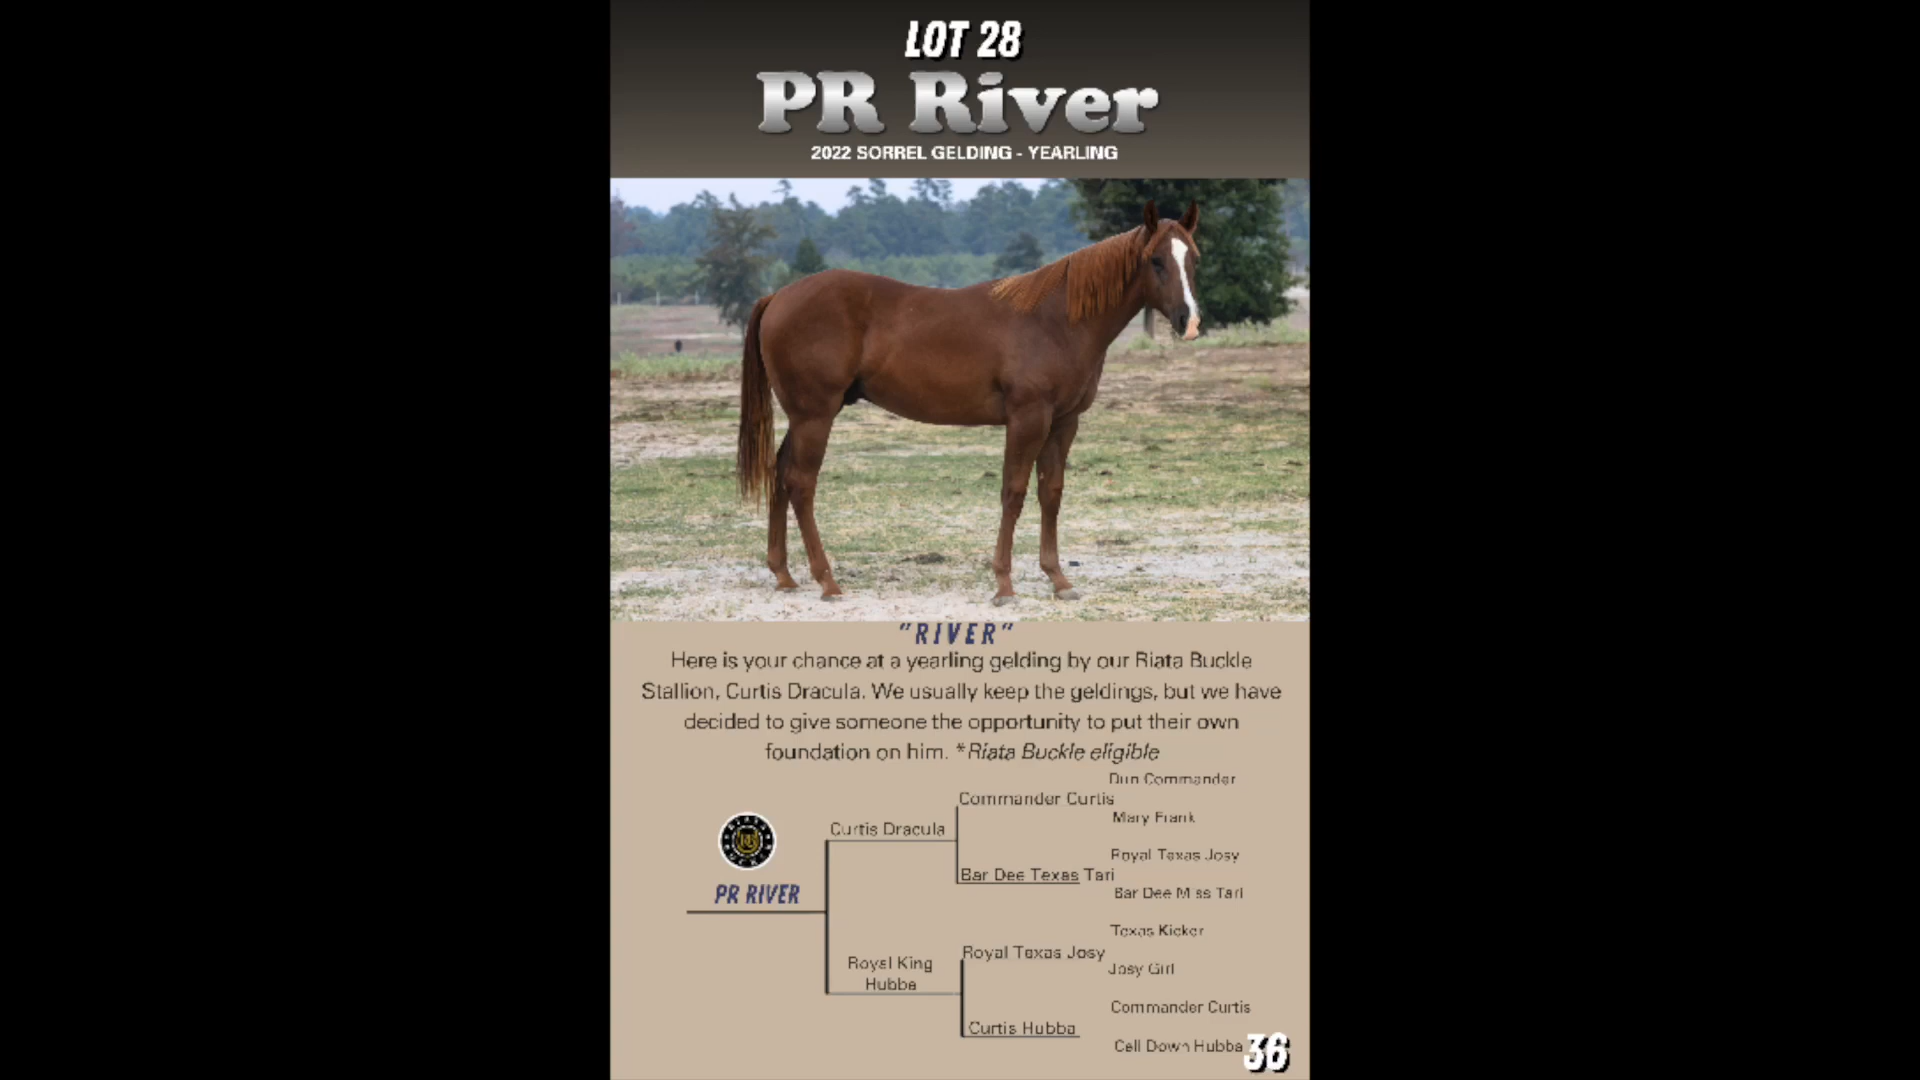 LOT 28
PR River
2022 SORREL GELDING - YEARLING
"RIVER"
Here is your chance at a yearling gelding by our Riata Buckle
Stallion, Curtis Dracula. We usually keep the geldings, but we have
decided to give someone the opportunity to put their own
foundation on him. *Riata Buckle eligible
Dun Commander
Commander Curtis
Mary Frank
Curtis Dracula
Royal Texas Josy
Bar Dee Texas Tari
Bar Dee Miss Tari
PR RIVER
Texas Kicker
Royal Texas Josy
Royal King
Hubba
Josy Girl
Commander Curtis
Curtis Hubba
Cell Down Hubba
36